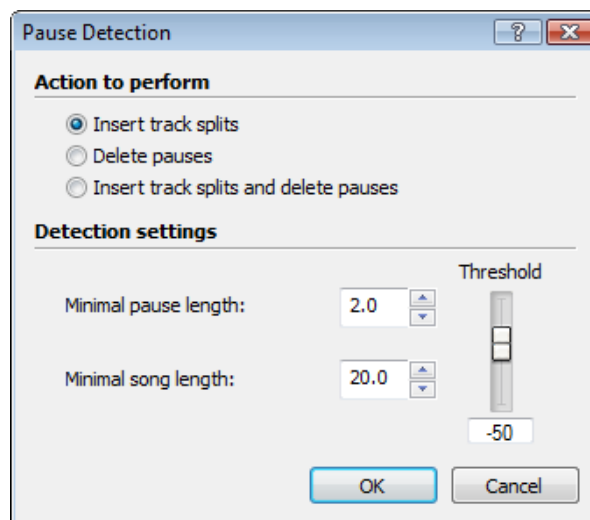 Pause Detection
Action to perform
Insert track splits
Delete pauses
Insert track splits and delete pauses
Detection settings
Threshold
Minimal pause length: 2.0
Minimal song length: 20.0
-50
OK Cancel